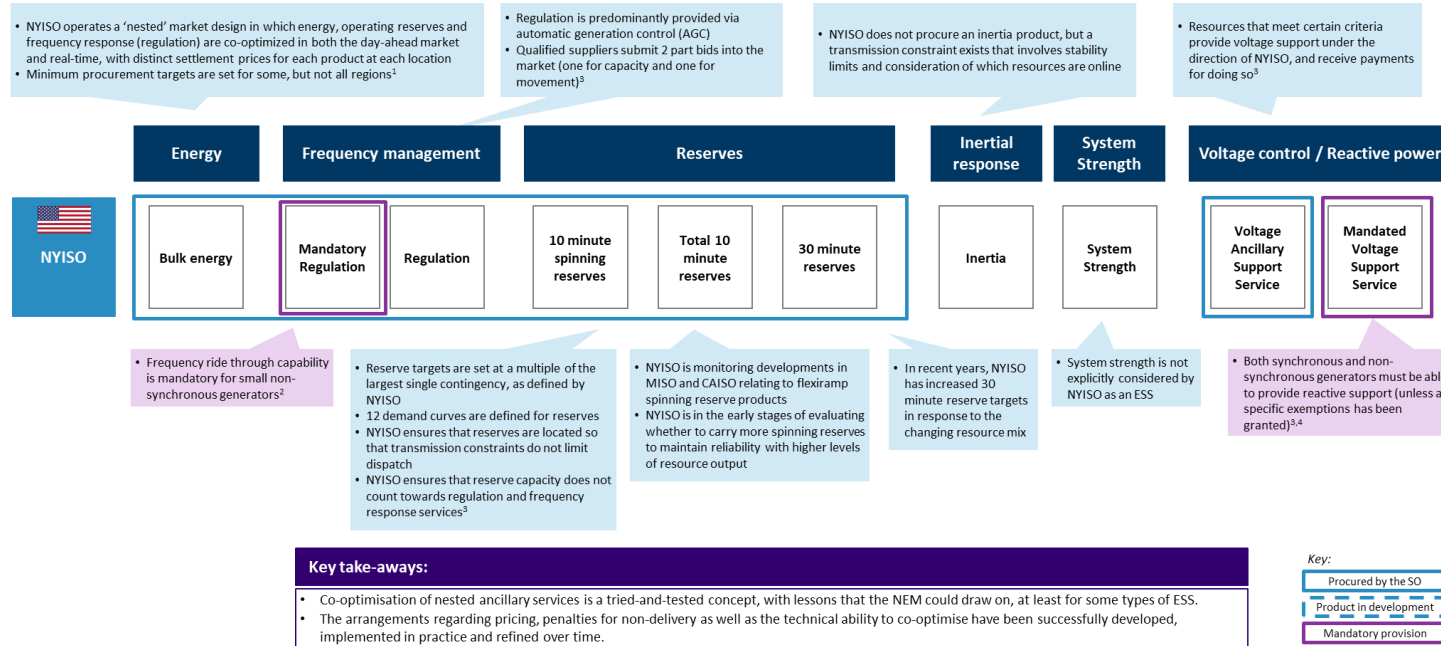 • NYISO operates a ‘nested’ market design in which energy, operating reserves and
frequency response (regulation) are co-optimized in both the day-ahead market
and real-time, with distinct settlement prices for each product at each location
• Minimum procurement targets are set for some, but not all regions¹
• Regulation is predominantly provided via
automatic generation control (AGC)
• Qualified suppliers submit 2 part bids into the
market (one for capacity and one for
movement)³
• NYISO does not procure an inertia product, but a
transmission constraint exists that involves stability
limits and consideration of which resources are online
• Resources that meet certain criteria
provide voltage support under the
direction of NYISO, and receive payments
for doing so³
Energy
Frequency management
Reserves
Inertial
response
System
Strength
Voltage control / Reactive power
NYISO
Bulk energy
Mandatory
Regulation
Regulation
10 minute
spinning
reserves
Total 10
minute
reserves
30 minute
reserves
Inertia
System
Strength
Voltage
Ancillary
Support
Service
Mandated
Voltage
Support
Service
• Frequency ride through capability
is mandatory for small non-
synchronous generators²
• Reserve targets are set at a multiple of the
largest single contingency, as defined by
NYISO
• 12 demand curves are defined for reserves
• NYISO ensures that reserves are located so
that transmission constraints do not limit
dispatch
• NYISO ensures that reserve capacity does not
count towards regulation and frequency
response services³
• NYISO is monitoring developments in
MISO and CAISO relating to flexiramp
spinning reserve products
• NYISO is in the early stages of evaluating
whether to carry more spinning reserves
to maintain reliability with higher levels
of resource output
• In recent years, NYISO
has increased 30
minute reserve targets
in response to the
changing resource mix
• System strength is not
explicitly considered by
NYISO as an ESS
• Both synchronous and non-
synchronous generators must be abl
to provide reactive support (unless a
specific exemptions has been
granted)³,⁴
Key take-aways:
• Co-optimisation of nested ancillary services is a tried-and-tested concept, with lessons that the NEM could draw on, at least for some types of ESS.
• The arrangements regarding pricing, penalties for non-delivery as well as the technical ability to co-optimise have been successfully developed,
implemented in practice and refined over time.
Key:
Procured by the SO
Product in development
Mandatory provision